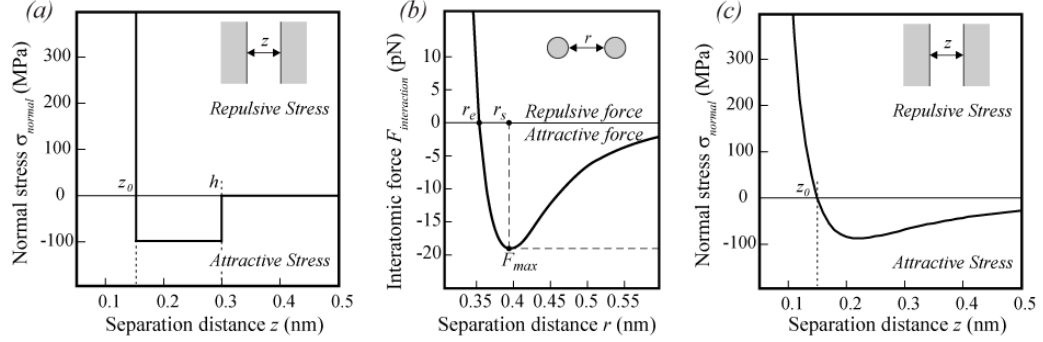 (a)
Normal stress σnormal (MPa)
300
200
100
0
-100
z
Repulsive Stress
z0
h
Attractive Stress
0.1
0.2
0.3
0.4
0.5
Separation distance z (nm)
(b)
Interatomic force Finteraction (pN)
10
5
0
-5
-10
-15
-20
r
re
rs
Repulsive force
Attractive force
Fmax
0.35
0.4
0.45
0.5
0.55
Separation distance r (nm)
(c)
Normal stress σnormal (MPa)
300
200
100
0
-100
z
Repulsive Stress
z0
Attractive Stress
0.1
0.2
0.3
0.4
0.5
Separation distance z (nm)